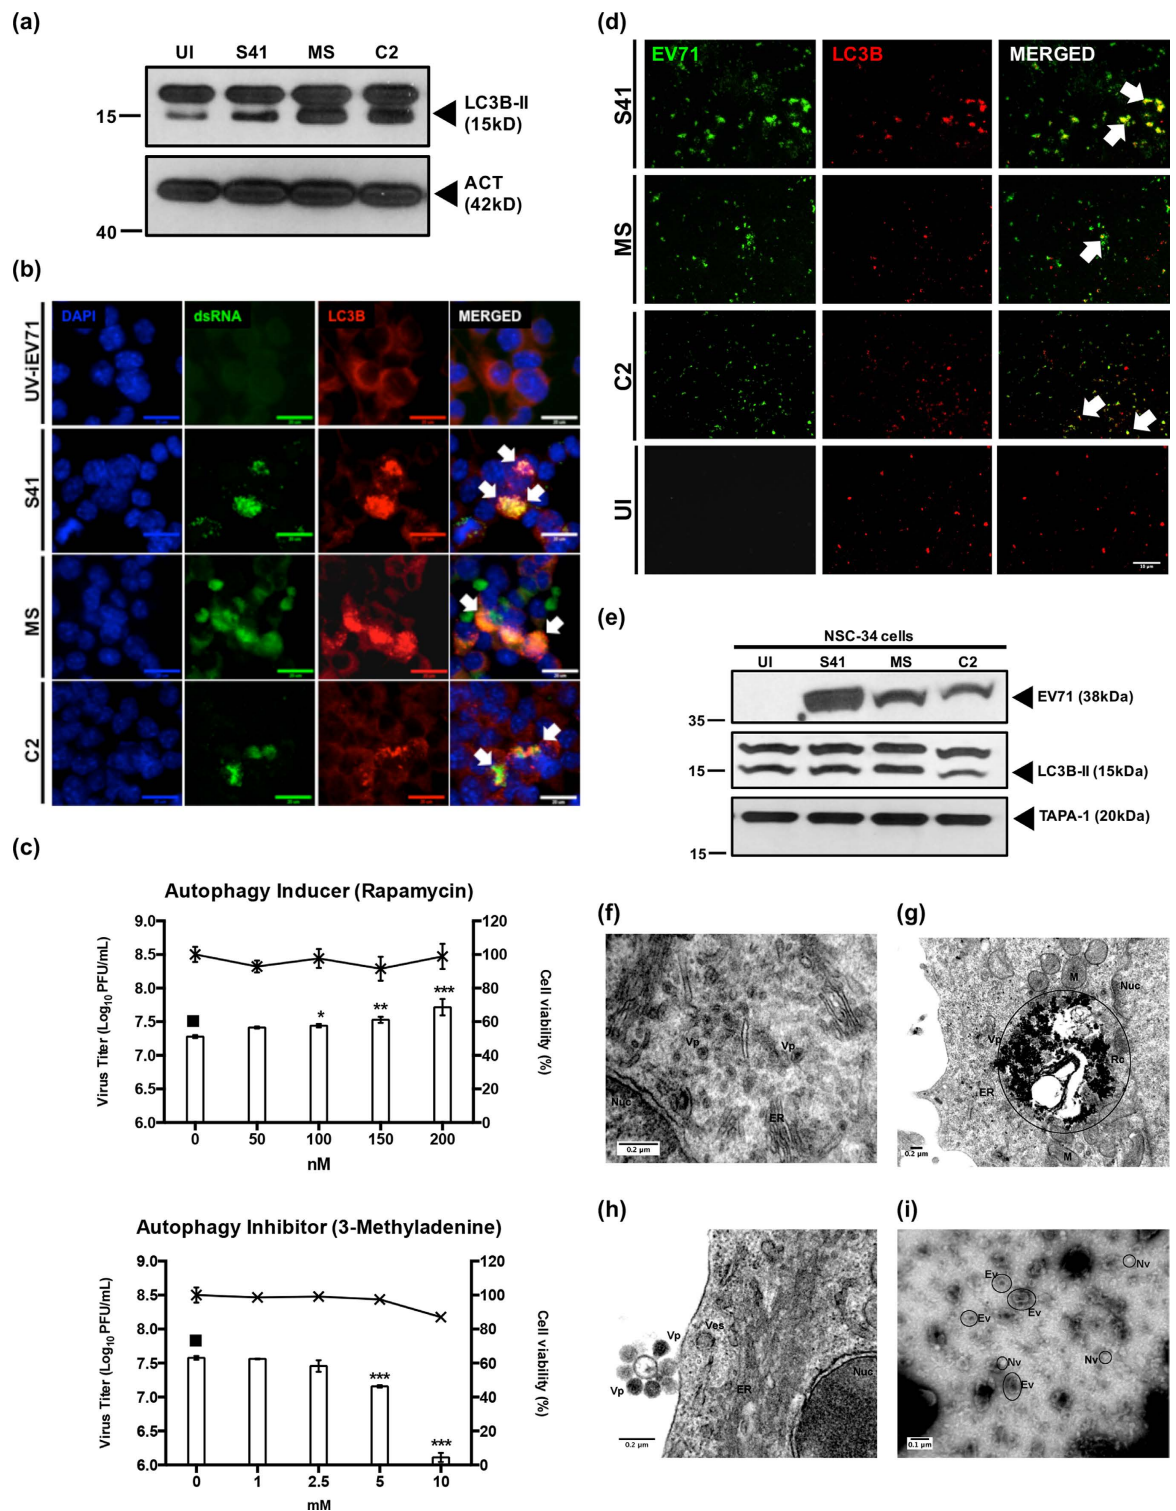 (a)
UI S41 MS C2
15
LC3B-II
(15kD)
ACT
(42kD)
40
(b)
DAPI dsRNA LC3B MERGED
UV-iEV71
S41
MS
C2
(c)
Autophagy Inducer (Rapamycin)
Virus Titer (Log10 PFU/mL)
9.0
8.5
8.0
7.5
7.0
6.5
6.0
* ** ***
120
100
80
60
40
20
0
Cell viability (%)
0 50 100 150 200
nM
Autophagy Inhibitor (3-Methyladenine)
Virus Titer (Log10 PFU/mL)
9.0
8.5
8.0
7.5
7.0
6.5
6.0
*** ***
120
100
80
60
40
20
0
Cell viability (%)
0 1 2.5 5 10
mM
(d)
EV71 LC3B MERGED
S41
MS
C2
UI
(e)
NSC-34 cells
UI S41 MS C2
35
EV71 (38kDa)
15
LC3B-II (15kDa)
TAPA-1 (20kDa)
15
(f)
Vp Vp
Nuc
ER
0.2 µm
(g)
M
Nuc
Vp
Rc
ER
M
0.2 µm
(h)
Vp
Ves
Vp
Nuc
ER
0.2 µm
(i)
Nv
Ev
Ev
Ev
Nv
Nv
Ev
0.1 µm